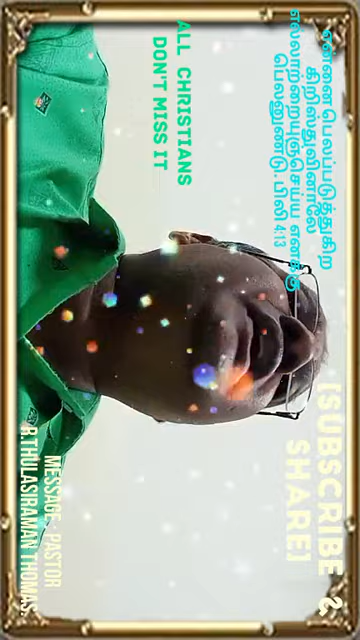 என்னை பெலப்படுத்துகிற
கிறிஸ்துவினாலே
எல்லாற்றையுஞ்செய்ய எனக்கு
பெலனுண்டு. பிலி 4:13
ALL CHRISTIANS
DON'T MISS IT
[SUBSCRIBE &
SHARE]
MESSAGE : PASTOR
R.THULASIRAMAN THOMAS.